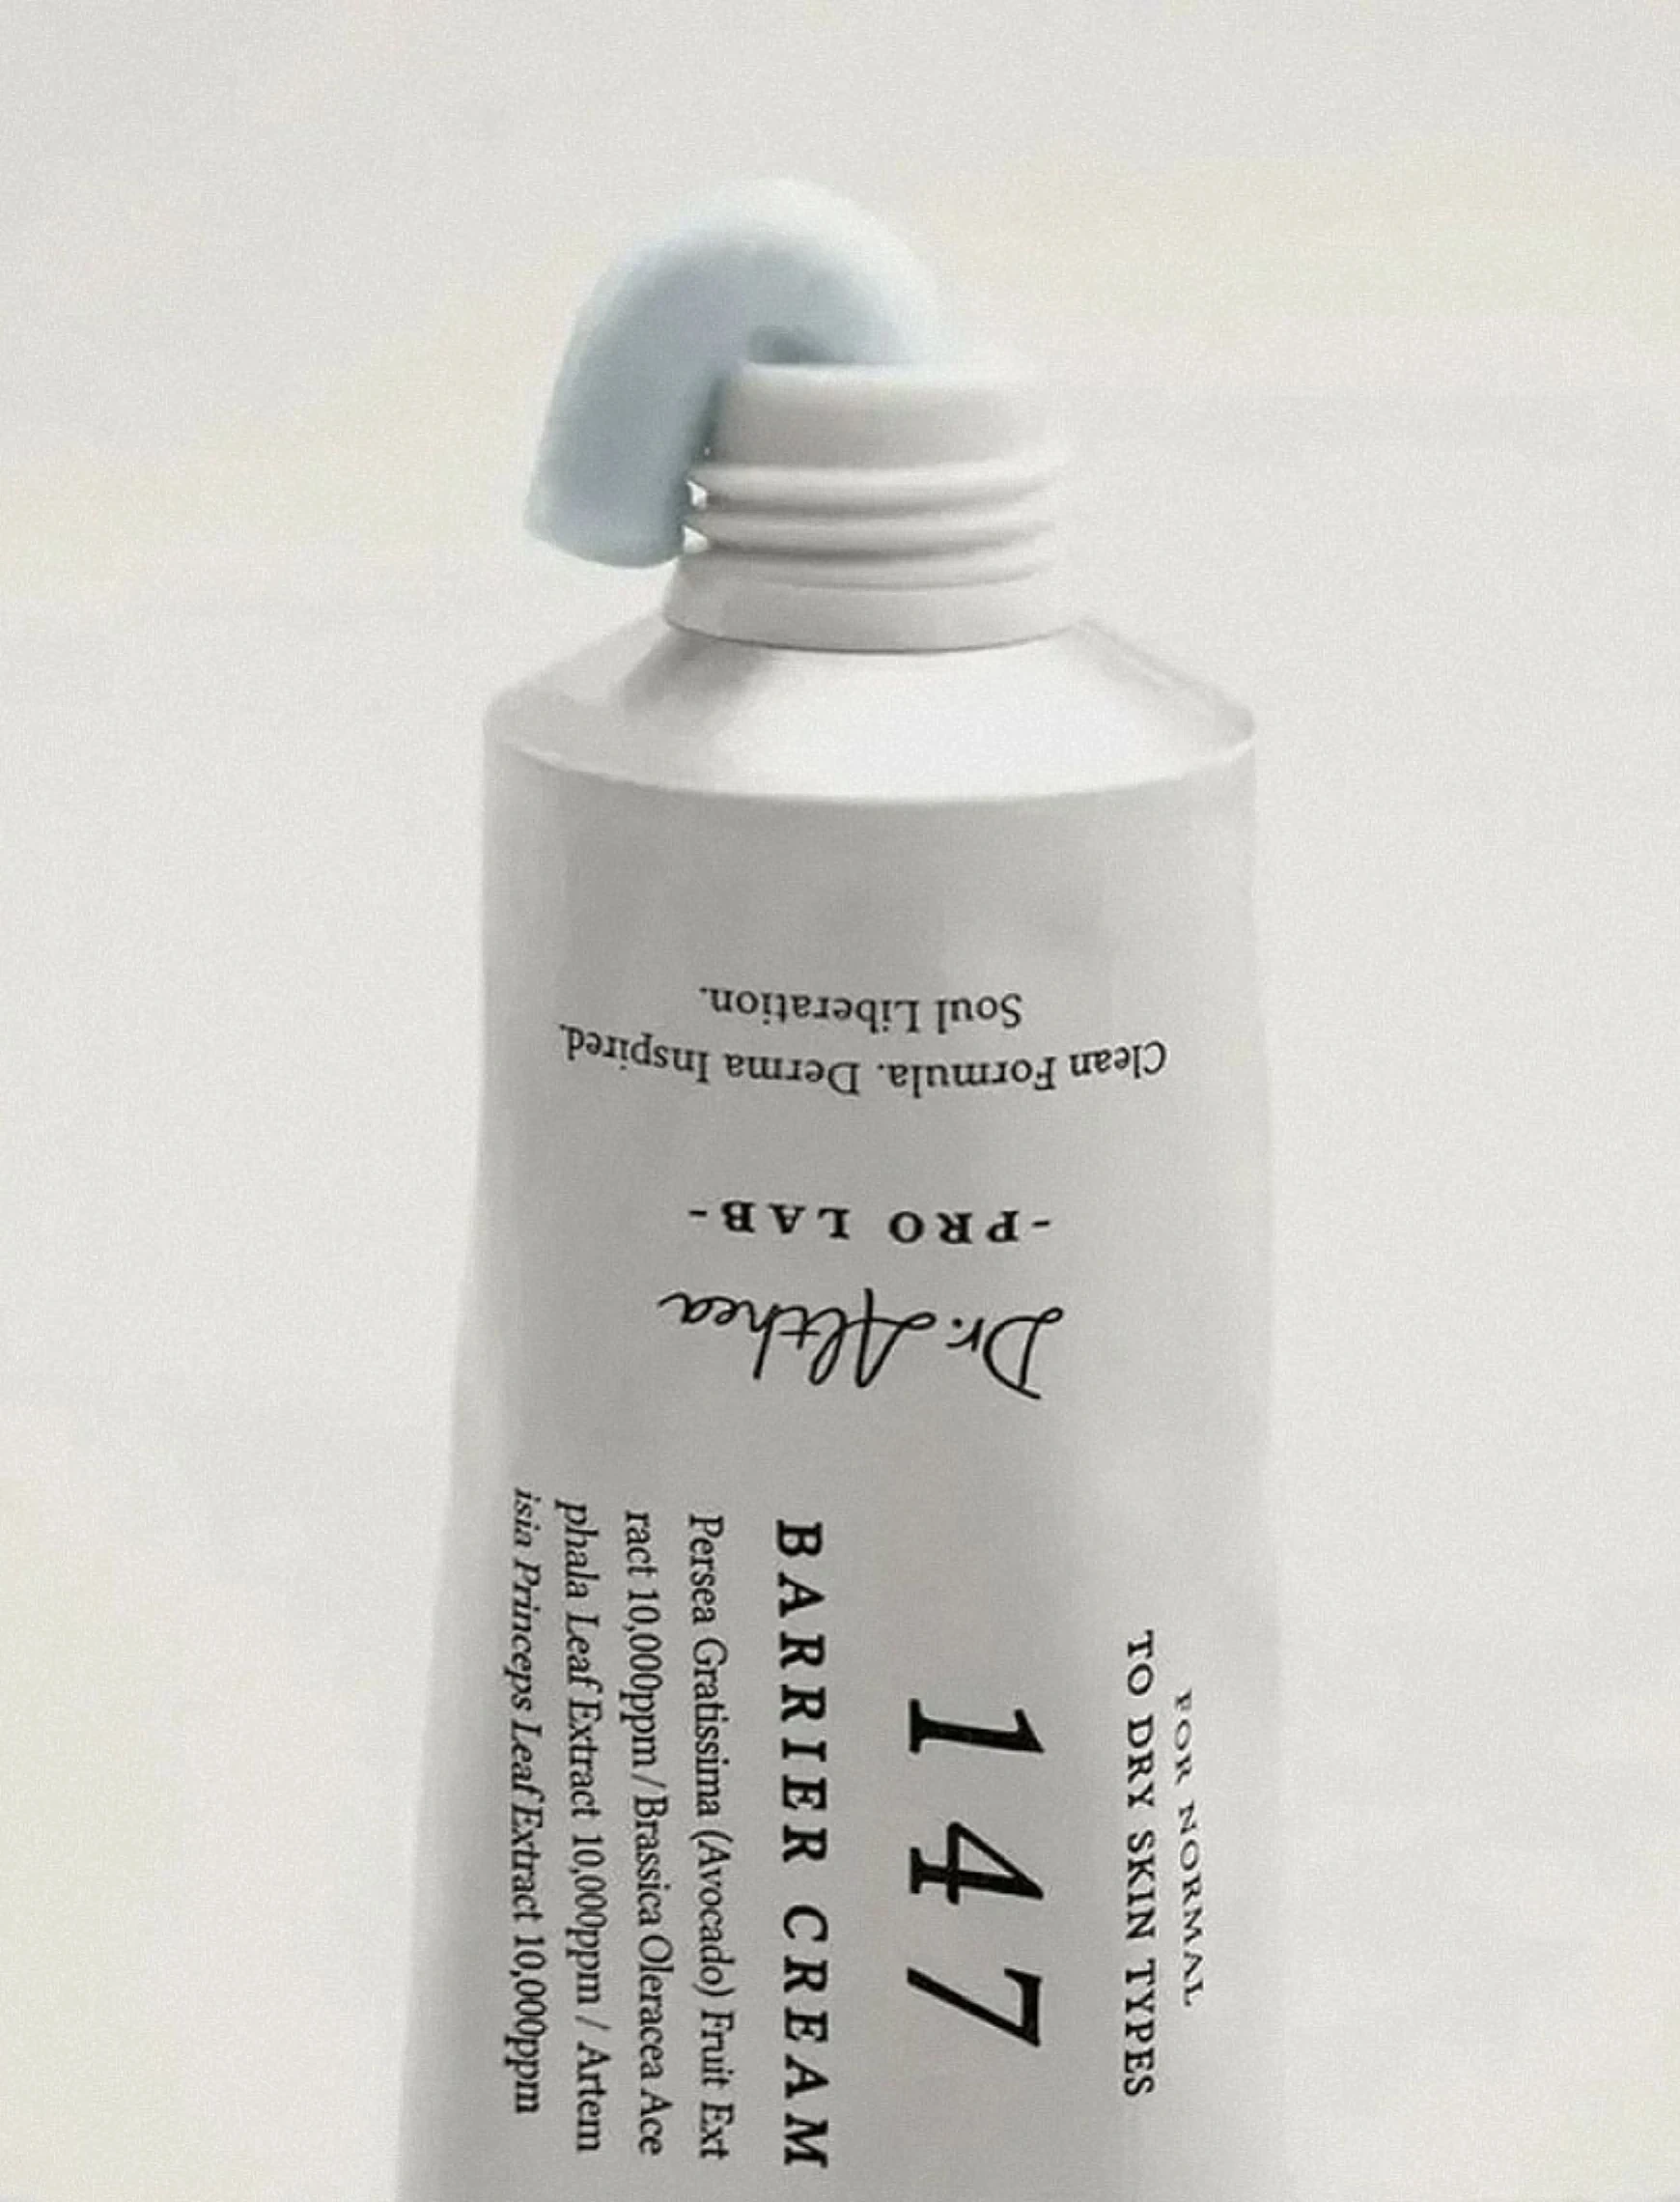 Clean Formula. Derma Inspired.
Soul Liberation.
-PRO LAB-
Dr. Althea
FOR NORMAL
TO DRY SKIN TYPES
147
BARRIER CREAM
Persea Gratissima (Avocado) Fruit Ext
ract 10,000ppm / Brassica Oleracea Ace
phala Leaf Extract 10,000ppm / Artem
isia Princeps Leaf Extract 10,000ppm